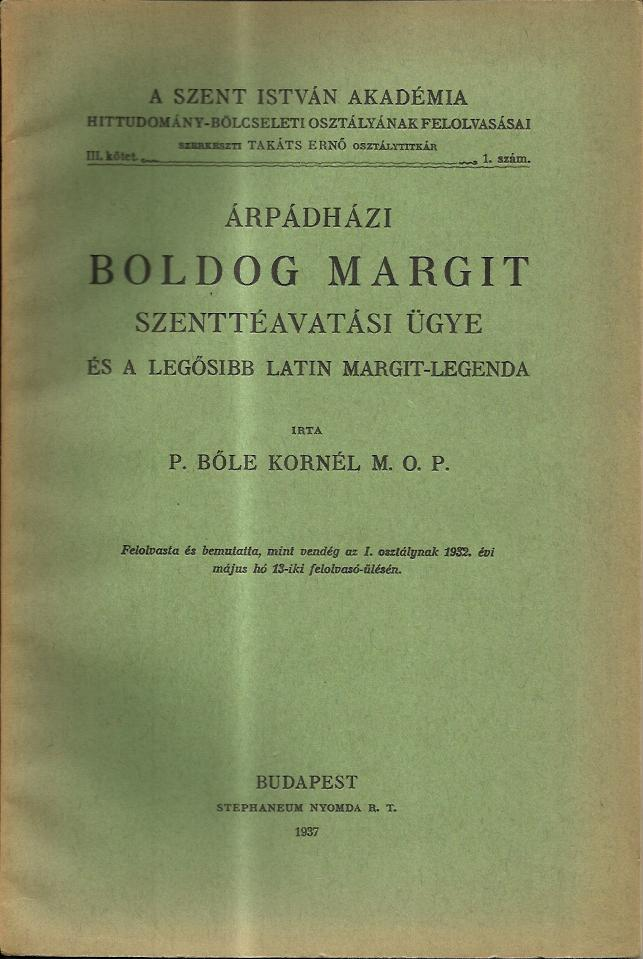 A SZENT ISTVÁN AKADÉMIA
HITTUDOMÁNY-BÖLCSELETI OSZTÁLYÁNAK FELOLVASÁSAI
SZERKESZTI TAKÁTS ERNŐ OSZTÁLYTITKÁR
III. kötet. 1. szám.
ÁRPÁDHÁZI
BOLDOG MARGIT
SZENTTÉAVATÁSI ÜGYE
ÉS A LEGŐSIBB LATIN MARGIT-LEGENDA
IRTA
P. BŐLE KORNÉL M. O. P.
Felolvasta és bemutatta, mint vendég az I. osztálynak 1932. évi
május hó 13-iki felolvasó-ülésén.
BUDAPEST
STEPHANEUM NYOMDA R. T.
1937